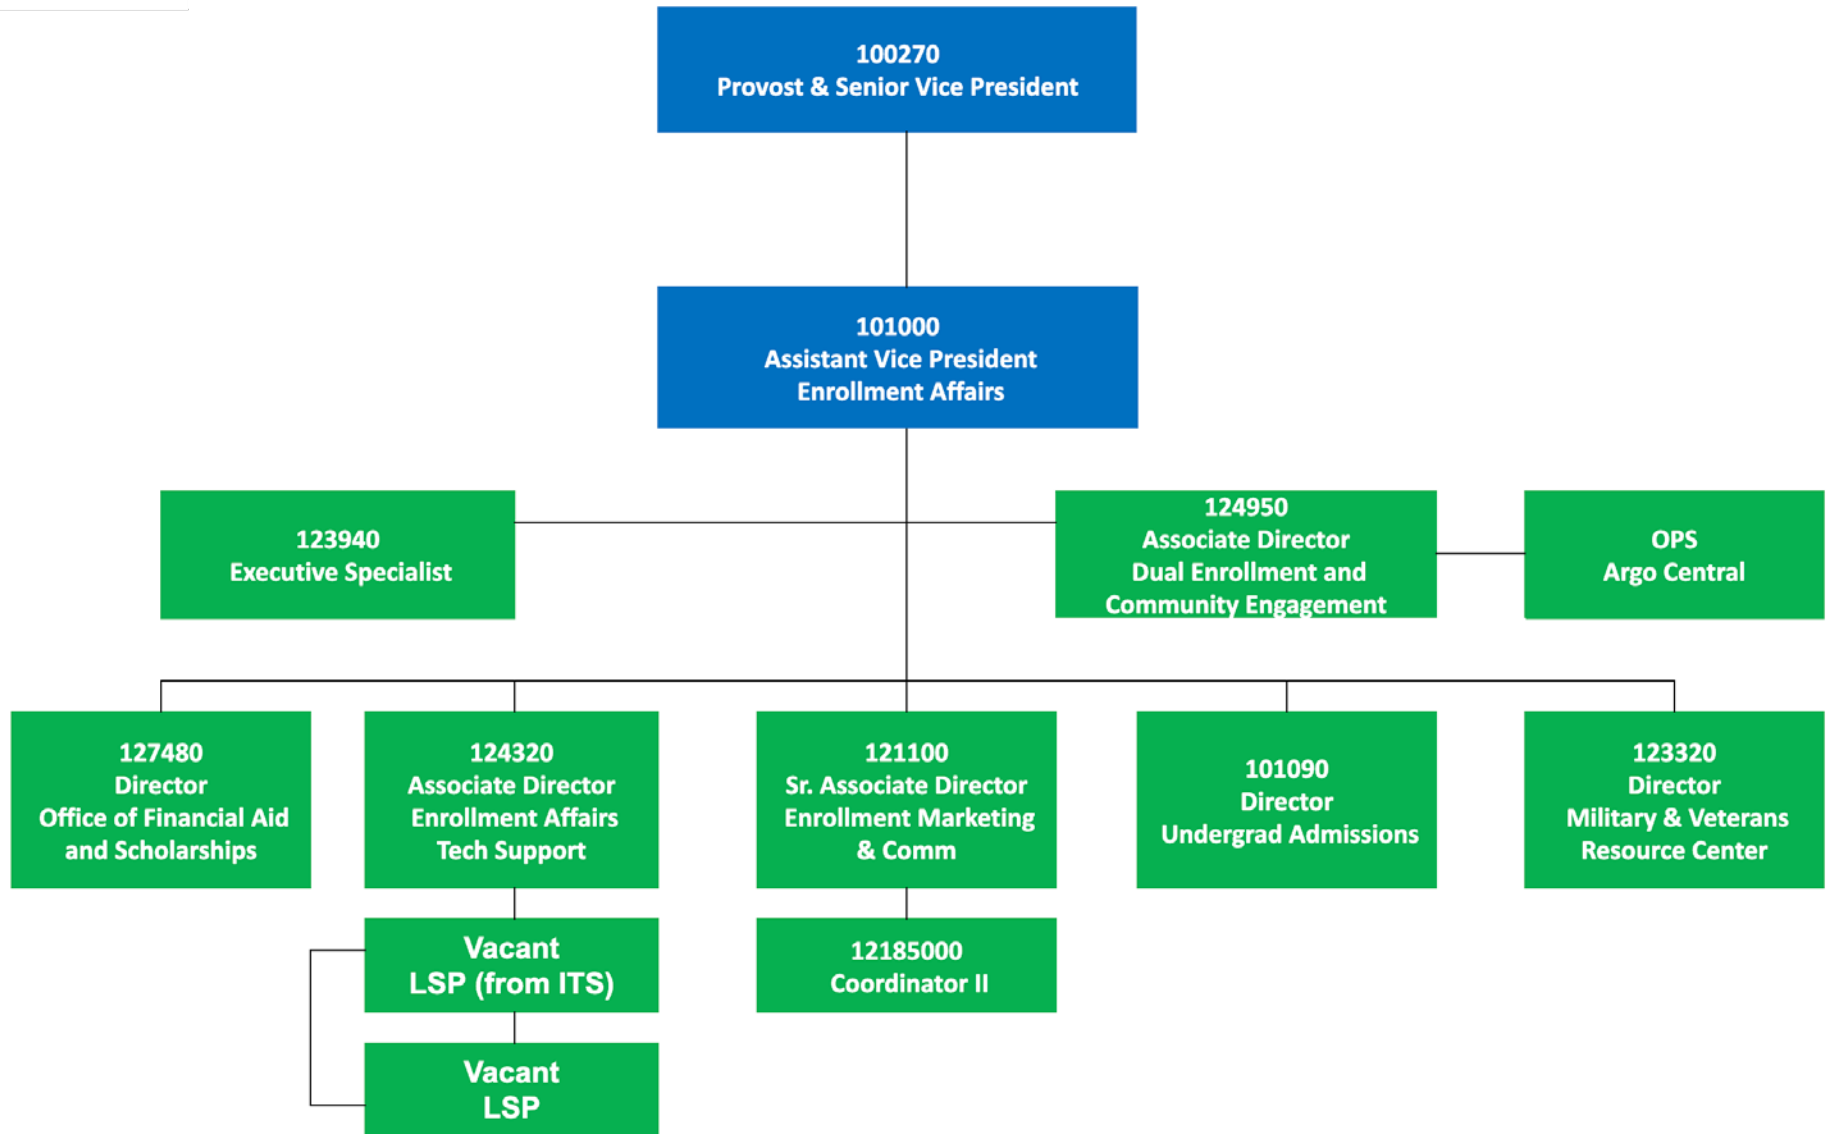 100270
Provost & Senior Vice President
101000
Assistant Vice President
Enrollment Affairs
123940
Executive Specialist
124950
Associate Director
Dual Enrollment and
Community Engagement
OPS
Argo Central
127480
Director
Office of Financial Aid
and Scholarships
124320
Associate Director
Enrollment Affairs
Tech Support
121100
Sr. Associate Director
Enrollment Marketing
& Comm
101090
Director
Undergrad Admissions
123320
Director
Military & Veterans
Resource Center
Vacant
LSP (from ITS)
12185000
Coordinator II
Vacant
LSP